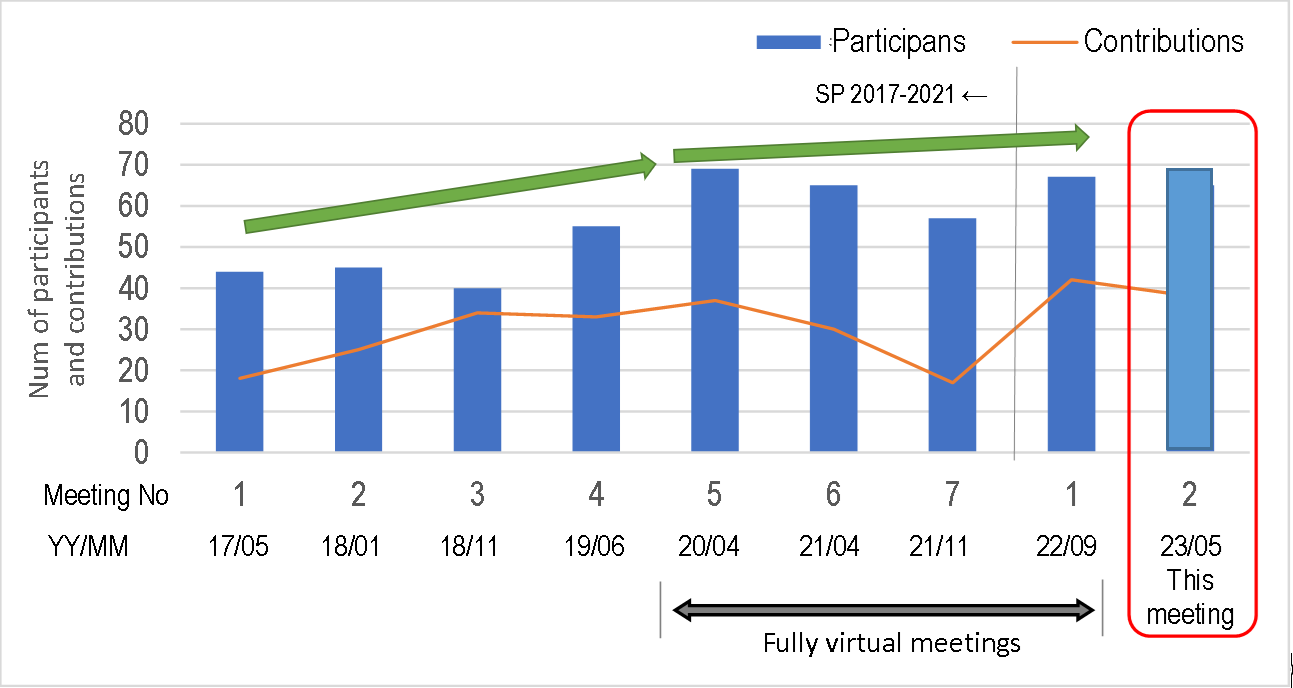 Participans Contributions
SP 2017-2021 ←
Num of participants
and contributions
80
70
60
50
40
30
20
10
0
Meeting No 1 2 3 4 5 6 7 1 2
YY/MM 17/05 18/01 18/11 19/06 20/04 21/04 21/11 22/09 23/05
This
meeting
Fully virtual meetings